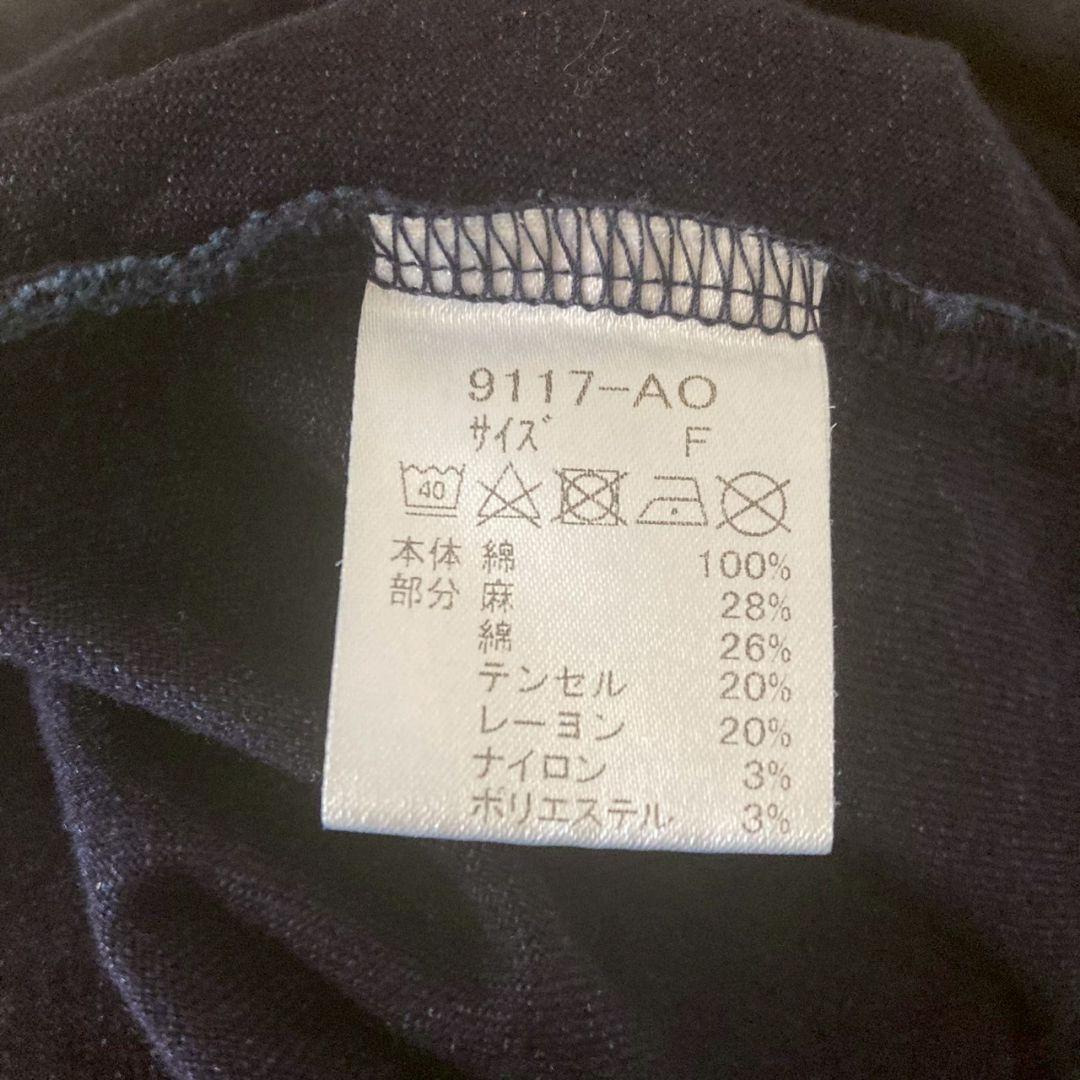 9117-AO
サイズ F
40
本体 綿 100%
部分 麻 28%
綿 26%
テンセル 20%
レーヨン 20%
ナイロン 3%
ポリエステル 3%